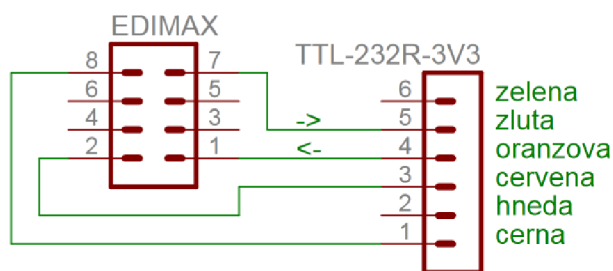 EDIMAX
8 7
6 5
4 3
2 1
->
<-
TTL-232R-3V3
6 zelena
5 zluta
4 oranzova
3 cervena
2 hneda
1 cerna